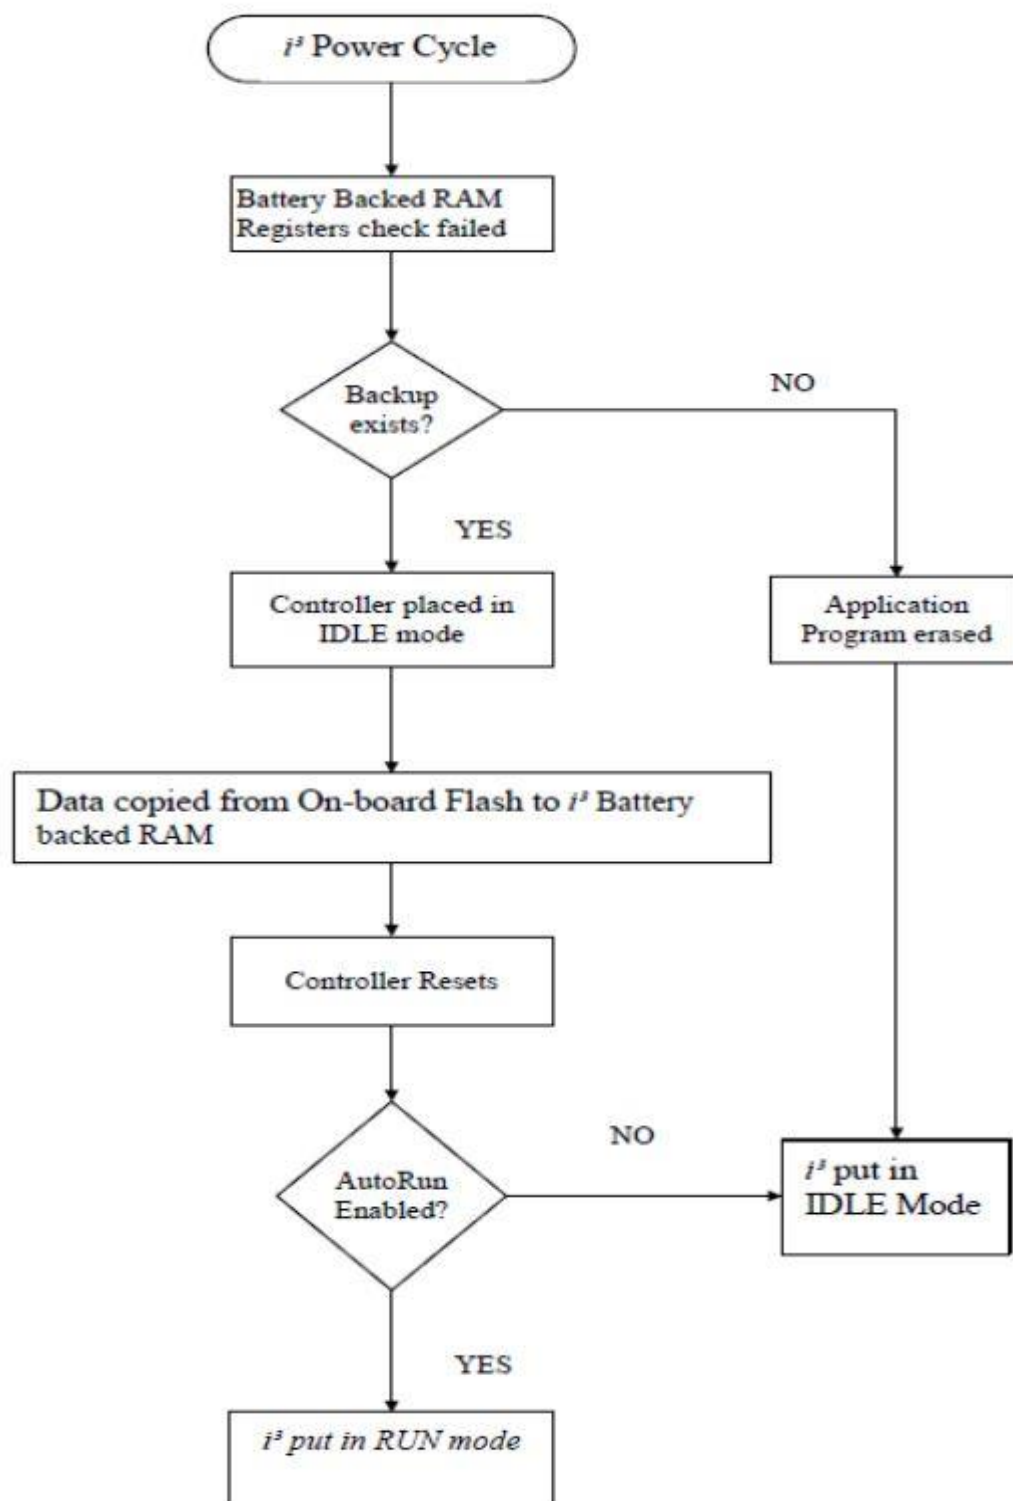 i³ Power Cycle
Battery Backed RAM
Registers check failed
Backup
exists?
NO
YES
Controller placed in
IDLE mode
Application
Program erased
Data copied from On-board Flash to i³ Battery
backed RAM
Controller Resets
AutoRun
Enabled?
NO
i³ put in
IDLE Mode
YES
i³ put in RUN mode